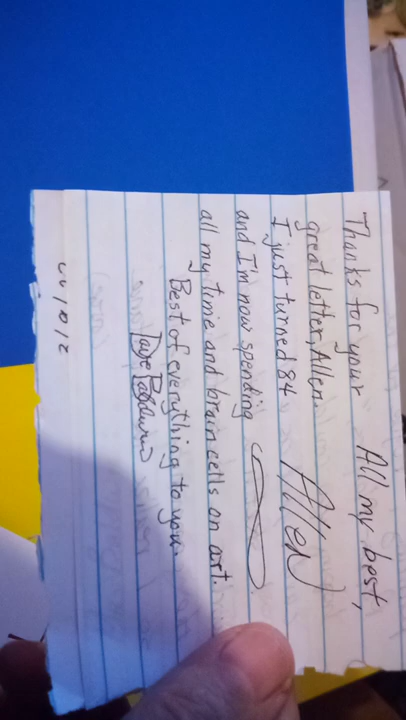 Thanks for your
great letter, Allen.
I just turned 84
and I'm now spending
all my time and brain cells on art.
Best of everything to you.
All my best,
Allen